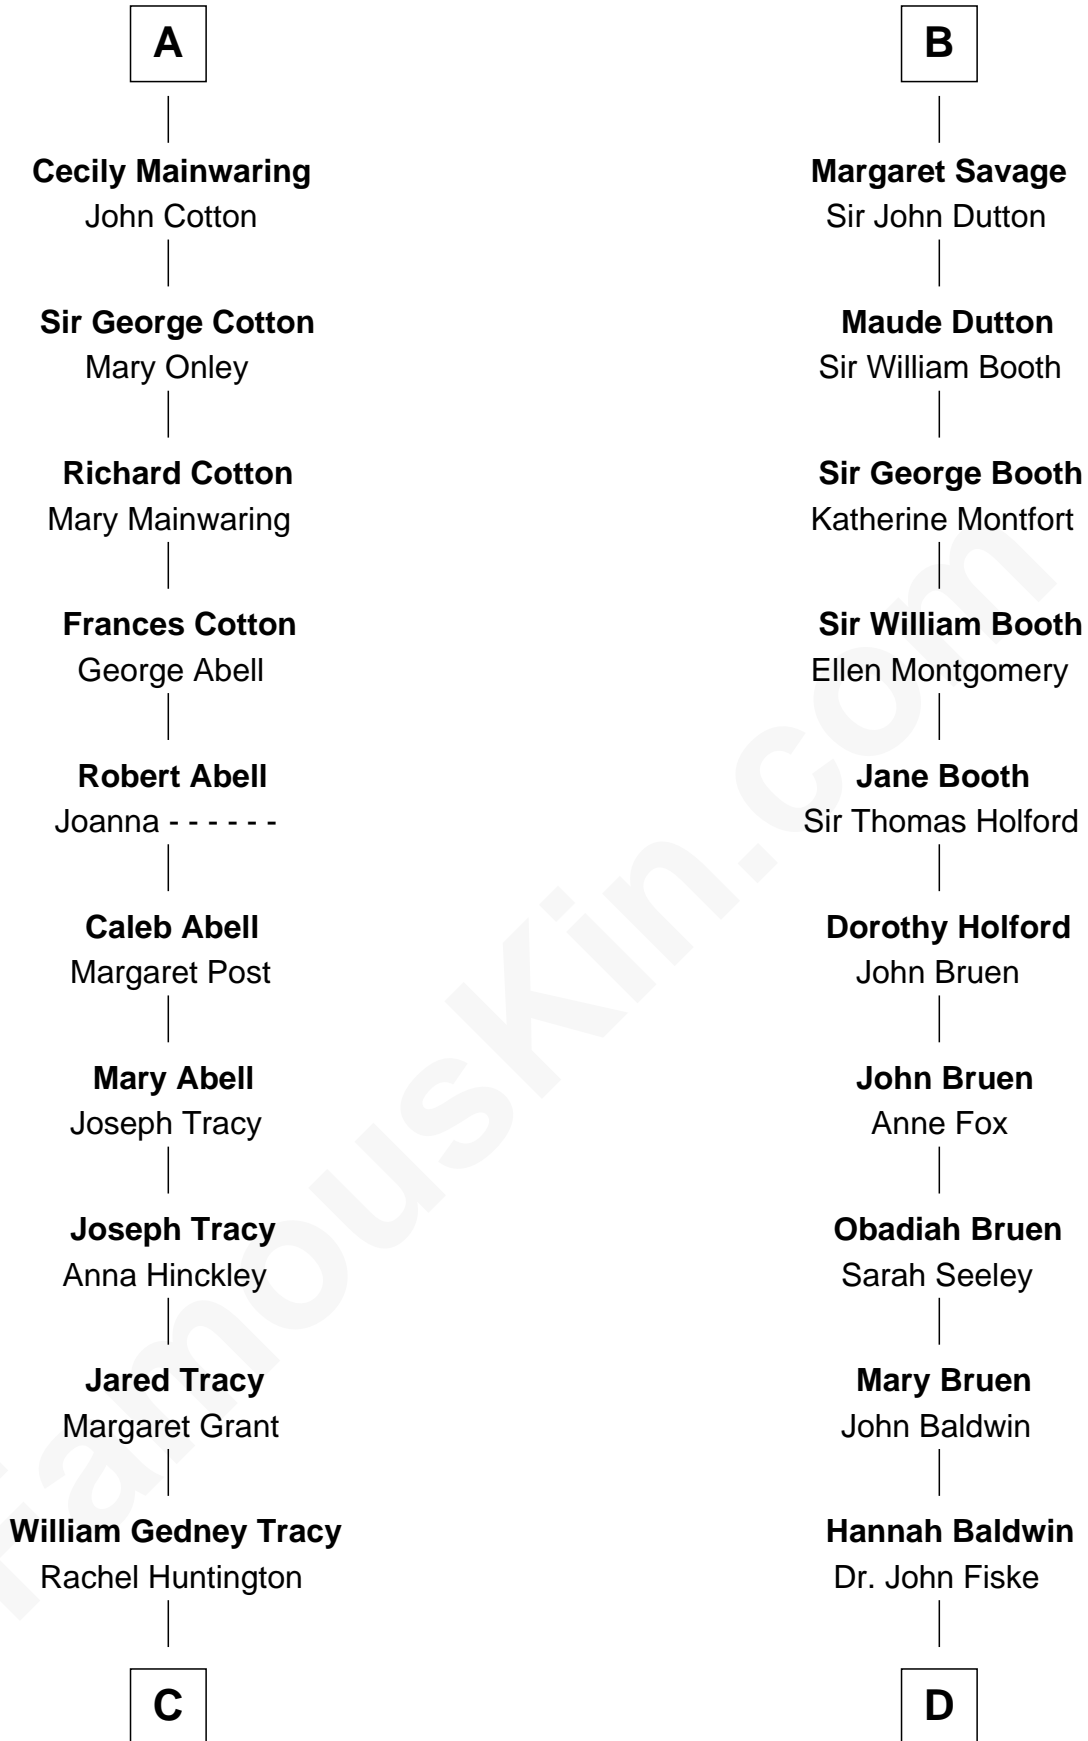 A
Cecily Mainwaring
John Cotton
Sir George Cotton
Mary Onley
Richard Cotton
Mary Mainwaring
Frances Cotton
George Abell
Robert Abell
Joanna - - - - - -
Caleb Abell
Margaret Post
Mary Abell
Joseph Tracy
Joseph Tracy
Anna Hinckley
Jared Tracy
Margaret Grant
William Gedney Tracy
Rachel Huntington
C
B
Margaret Savage
Sir John Dutton
Maude Dutton
Sir William Booth
Sir George Booth
Katherine Montfort
Sir William Booth
Ellen Montgomery
Jane Booth
Sir Thomas Holford
Dorothy Holford
John Bruen
John Bruen
Anne Fox
Obadiah Bruen
Sarah Seeley
Mary Bruen
John Baldwin
Hannah Baldwin
Dr. John Fiske
D
FamousKin.com